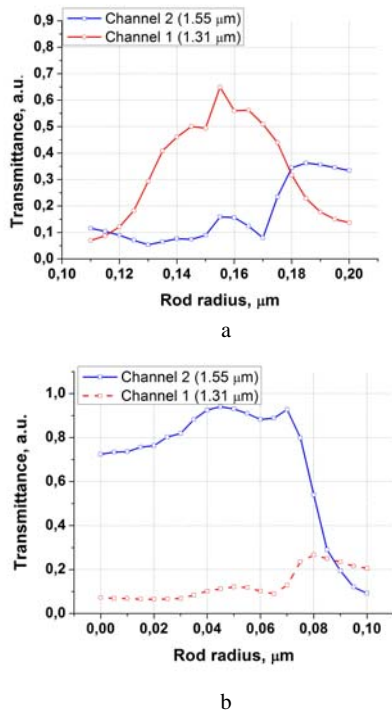 0,9
0,8
0,7
0,6
0,5
0,4
0,3
0,2
0,1
0,0
Transmittance, a.u.
Channel 2 (1.55 μm)
Channel 1 (1.31 μm)
0,10 0,12 0,14 0,16 0,18 0,20
Rod radius, μm
a
1,0
0,8
0,6
0,4
0,2
0,0
Transmittance, a.u.
Channel 2 (1.55 μm)
Channel 1 (1.31 μm)
0,00 0,02 0,04 0,06 0,08 0,10
Rod radius, μm
b